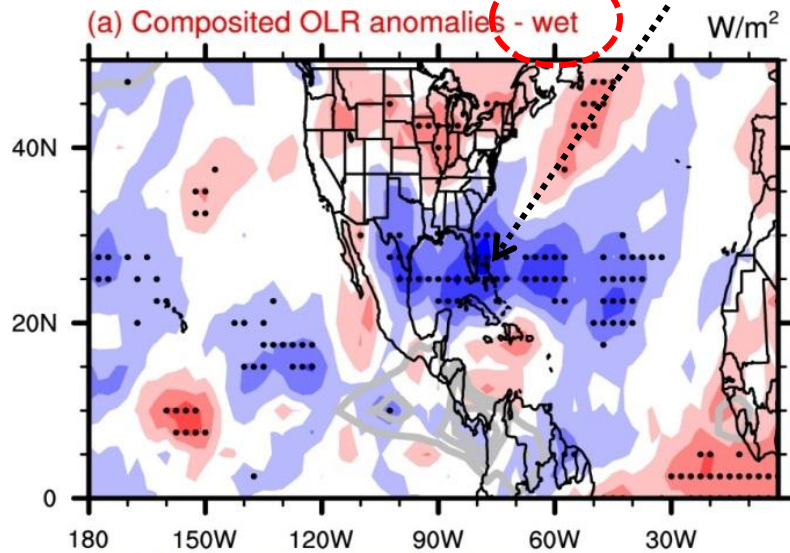 (a) Composited OLR anomalies - wet W/m²
40N
20N
0
180 150W 120W 90W 60W 30W